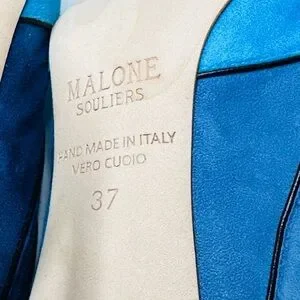 MALONE
SOULIERS
HAND MADE IN ITALY
VERO CUOIO
37